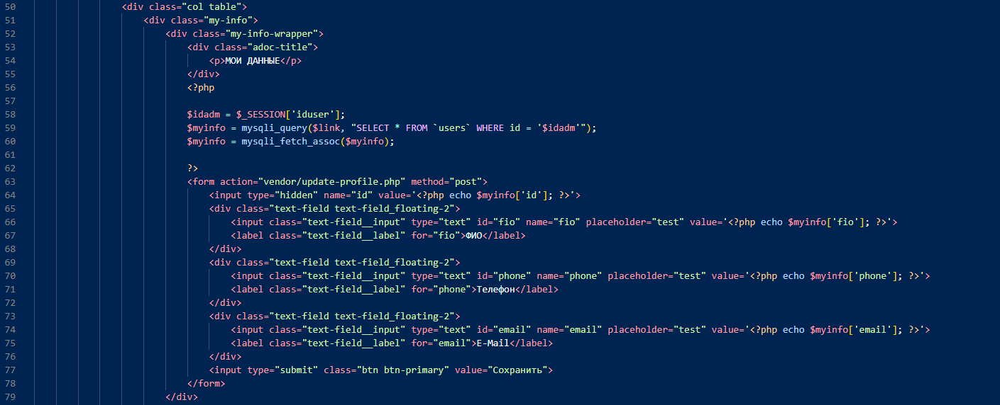 50 <div class="col table">
51 <div class="my-info">
52 <div class="my-info-wrapper">
53 <div class="adoc-title">
54 <p>МОИ ДАННЫЕ</p>
55 </div>
56 <?php
57
58 $idadm = $_SESSION['iduser'];
59 $myinfo = mysqli_query($link, "SELECT * FROM `users` WHERE id = '$idadm'");
60 $myinfo = mysqli_fetch_assoc($myinfo);
61
62 ?>
63 <form action="vendor/update-profile.php" method="post">
64 <input type="hidden" name="id" value='<?php echo $myinfo['id']; ?>'>
65 <div class="text-field text-field_floating-2">
66 <input class="text-field__input" type="text" id="fio" name="fio" placeholder="test" value='<?php echo $myinfo['fio']; ?>'>
67 <label class="text-field__label" for="fio">ФИО</label>
68 </div>
69 <div class="text-field text-field_floating-2">
70 <input class="text-field__input" type="text" id="phone" name="phone" placeholder="test" value='<?php echo $myinfo['phone']; ?>'>
71 <label class="text-field__label" for="phone">Телефон</label>
72 </div>
73 <div class="text-field text-field_floating-2">
74 <input class="text-field__input" type="text" id="email" name="email" placeholder="test" value='<?php echo $myinfo['email']; ?>'>
75 <label class="text-field__label" for="email">E-Mail</label>
76 </div>
77 <input type="submit" class="btn btn-primary" value="Сохранить">
78 </form>
79 </div>